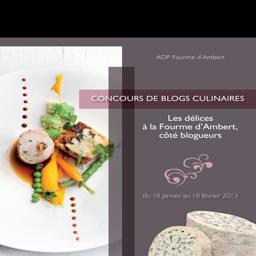 AOP Fourme d'Ambert
CONCOURS DE BLOGS CULINAIRES
Les délices
à la Fourme d'Ambert,
côté blogueurs
du 18 janvier au 18 février 2013